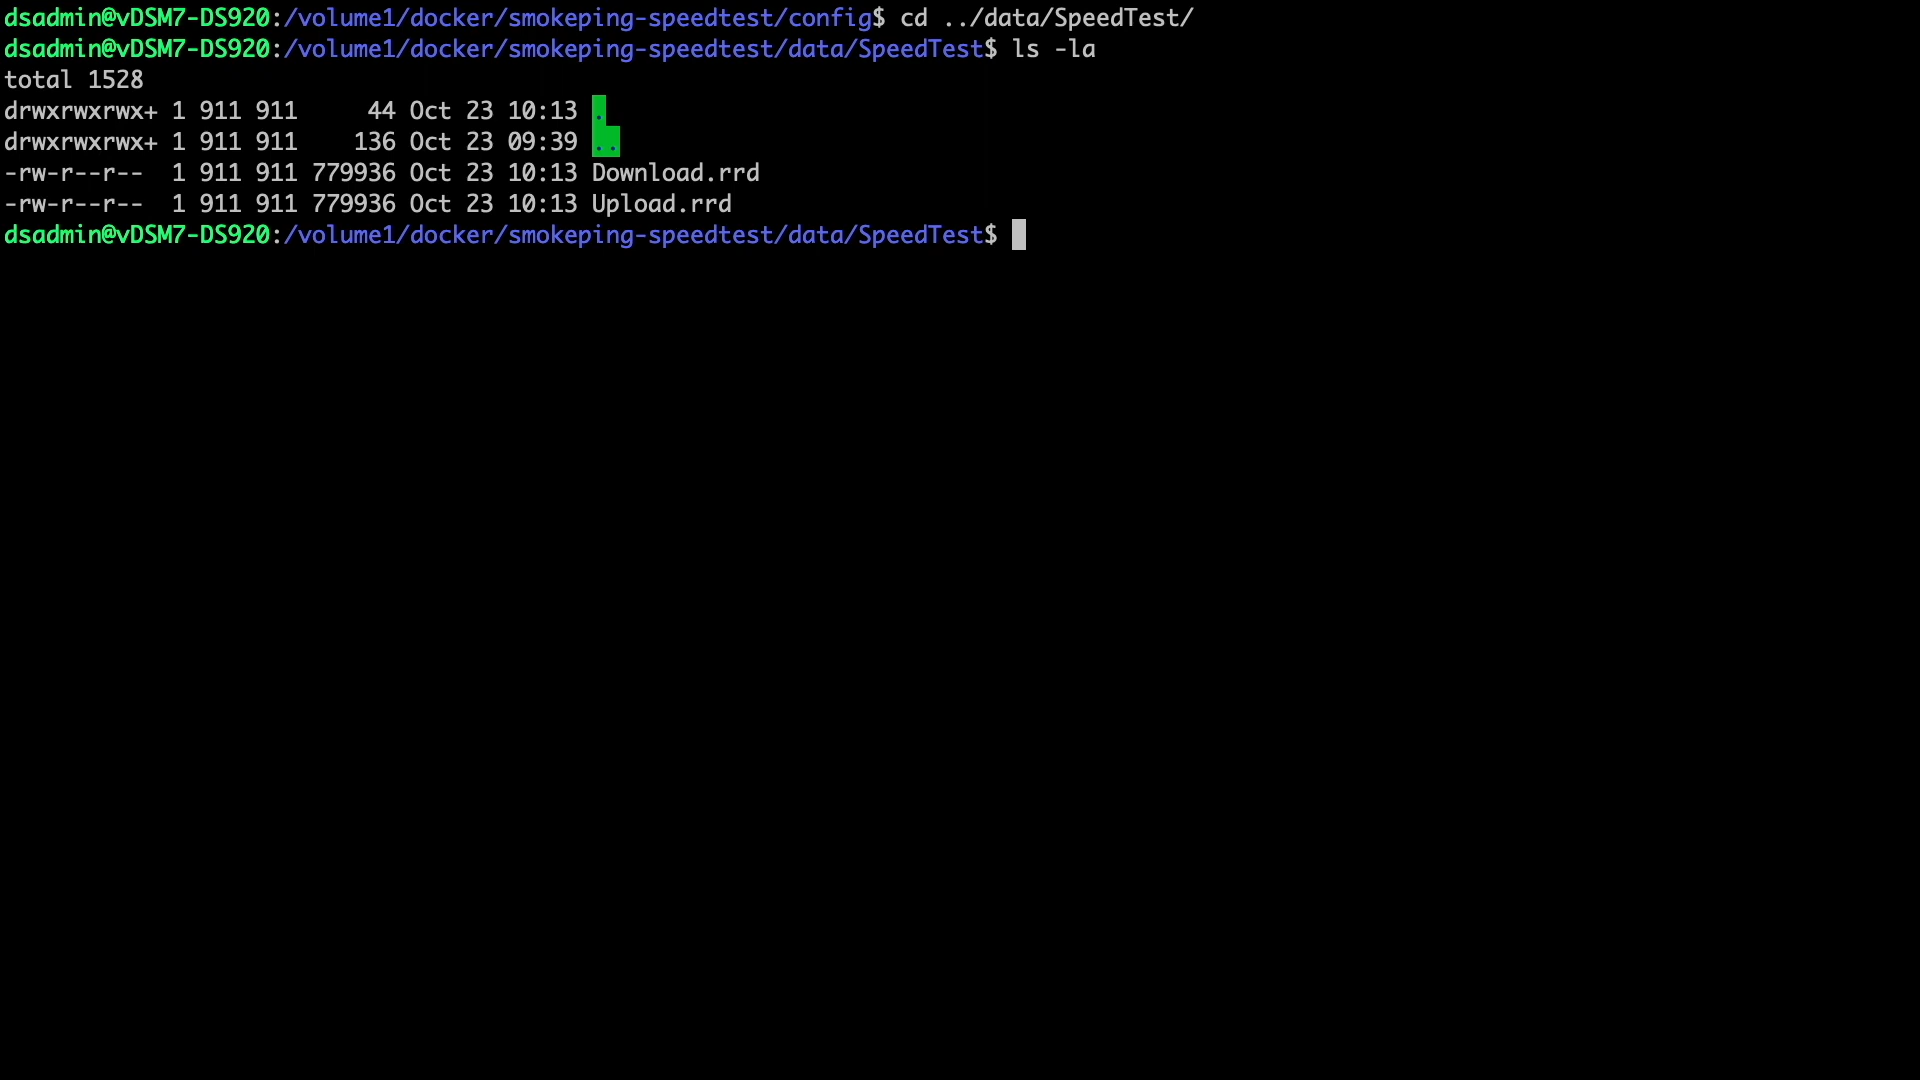 dsadmin@vDSM7-DS920:/volume1/docker/smokeping-speedtest/config$ cd ../data/SpeedTest/
dsadmin@vDSM7-DS920:/volume1/docker/smokeping-speedtest/data/SpeedTest$ ls -la
total 1528
drwxrwxrwx+ 1 911 911     44 Oct 23 10:13 .
drwxrwxrwx+ 1 911 911    136 Oct 23 09:39 ..
-rw-r--r--  1 911 911 779936 Oct 23 10:13 Download.rrd
-rw-r--r--  1 911 911 779936 Oct 23 10:13 Upload.rrd
dsadmin@vDSM7-DS920:/volume1/docker/smokeping-speedtest/data/SpeedTest$